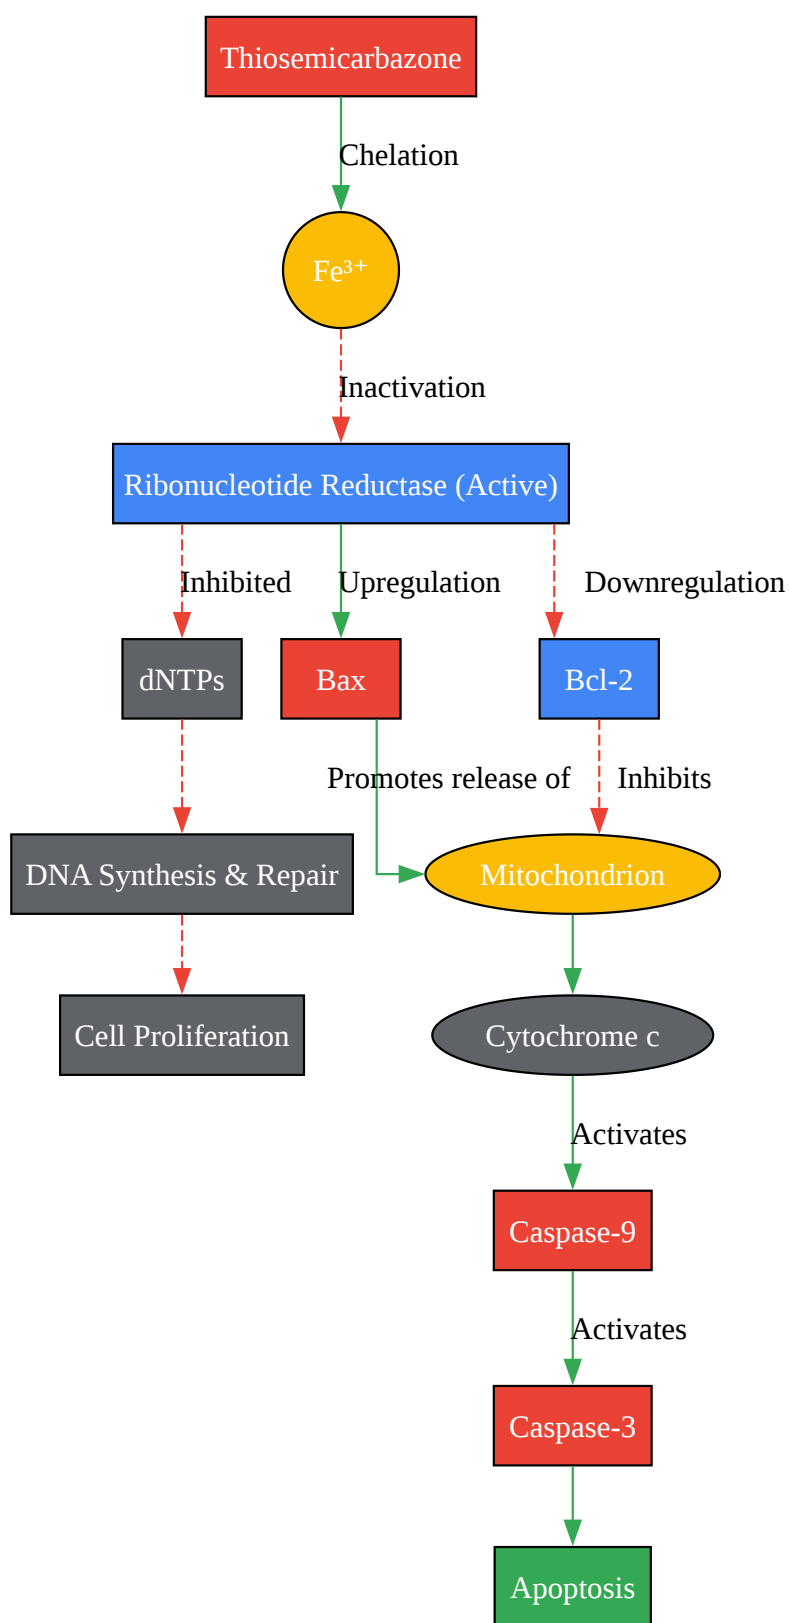 Thiosemicarbazone
Chelation
Fe³⁺
Inactivation
Ribonucleotide Reductase (Active)
Inhibited
Upregulation
Downregulation
dNTPs
Bax
Bcl-2
Promotes release of
Inhibits
DNA Synthesis & Repair
Mitochondrion
Cell Proliferation
Cytochrome c
Activates
Caspase-9
Activates
Caspase-3
Apoptosis